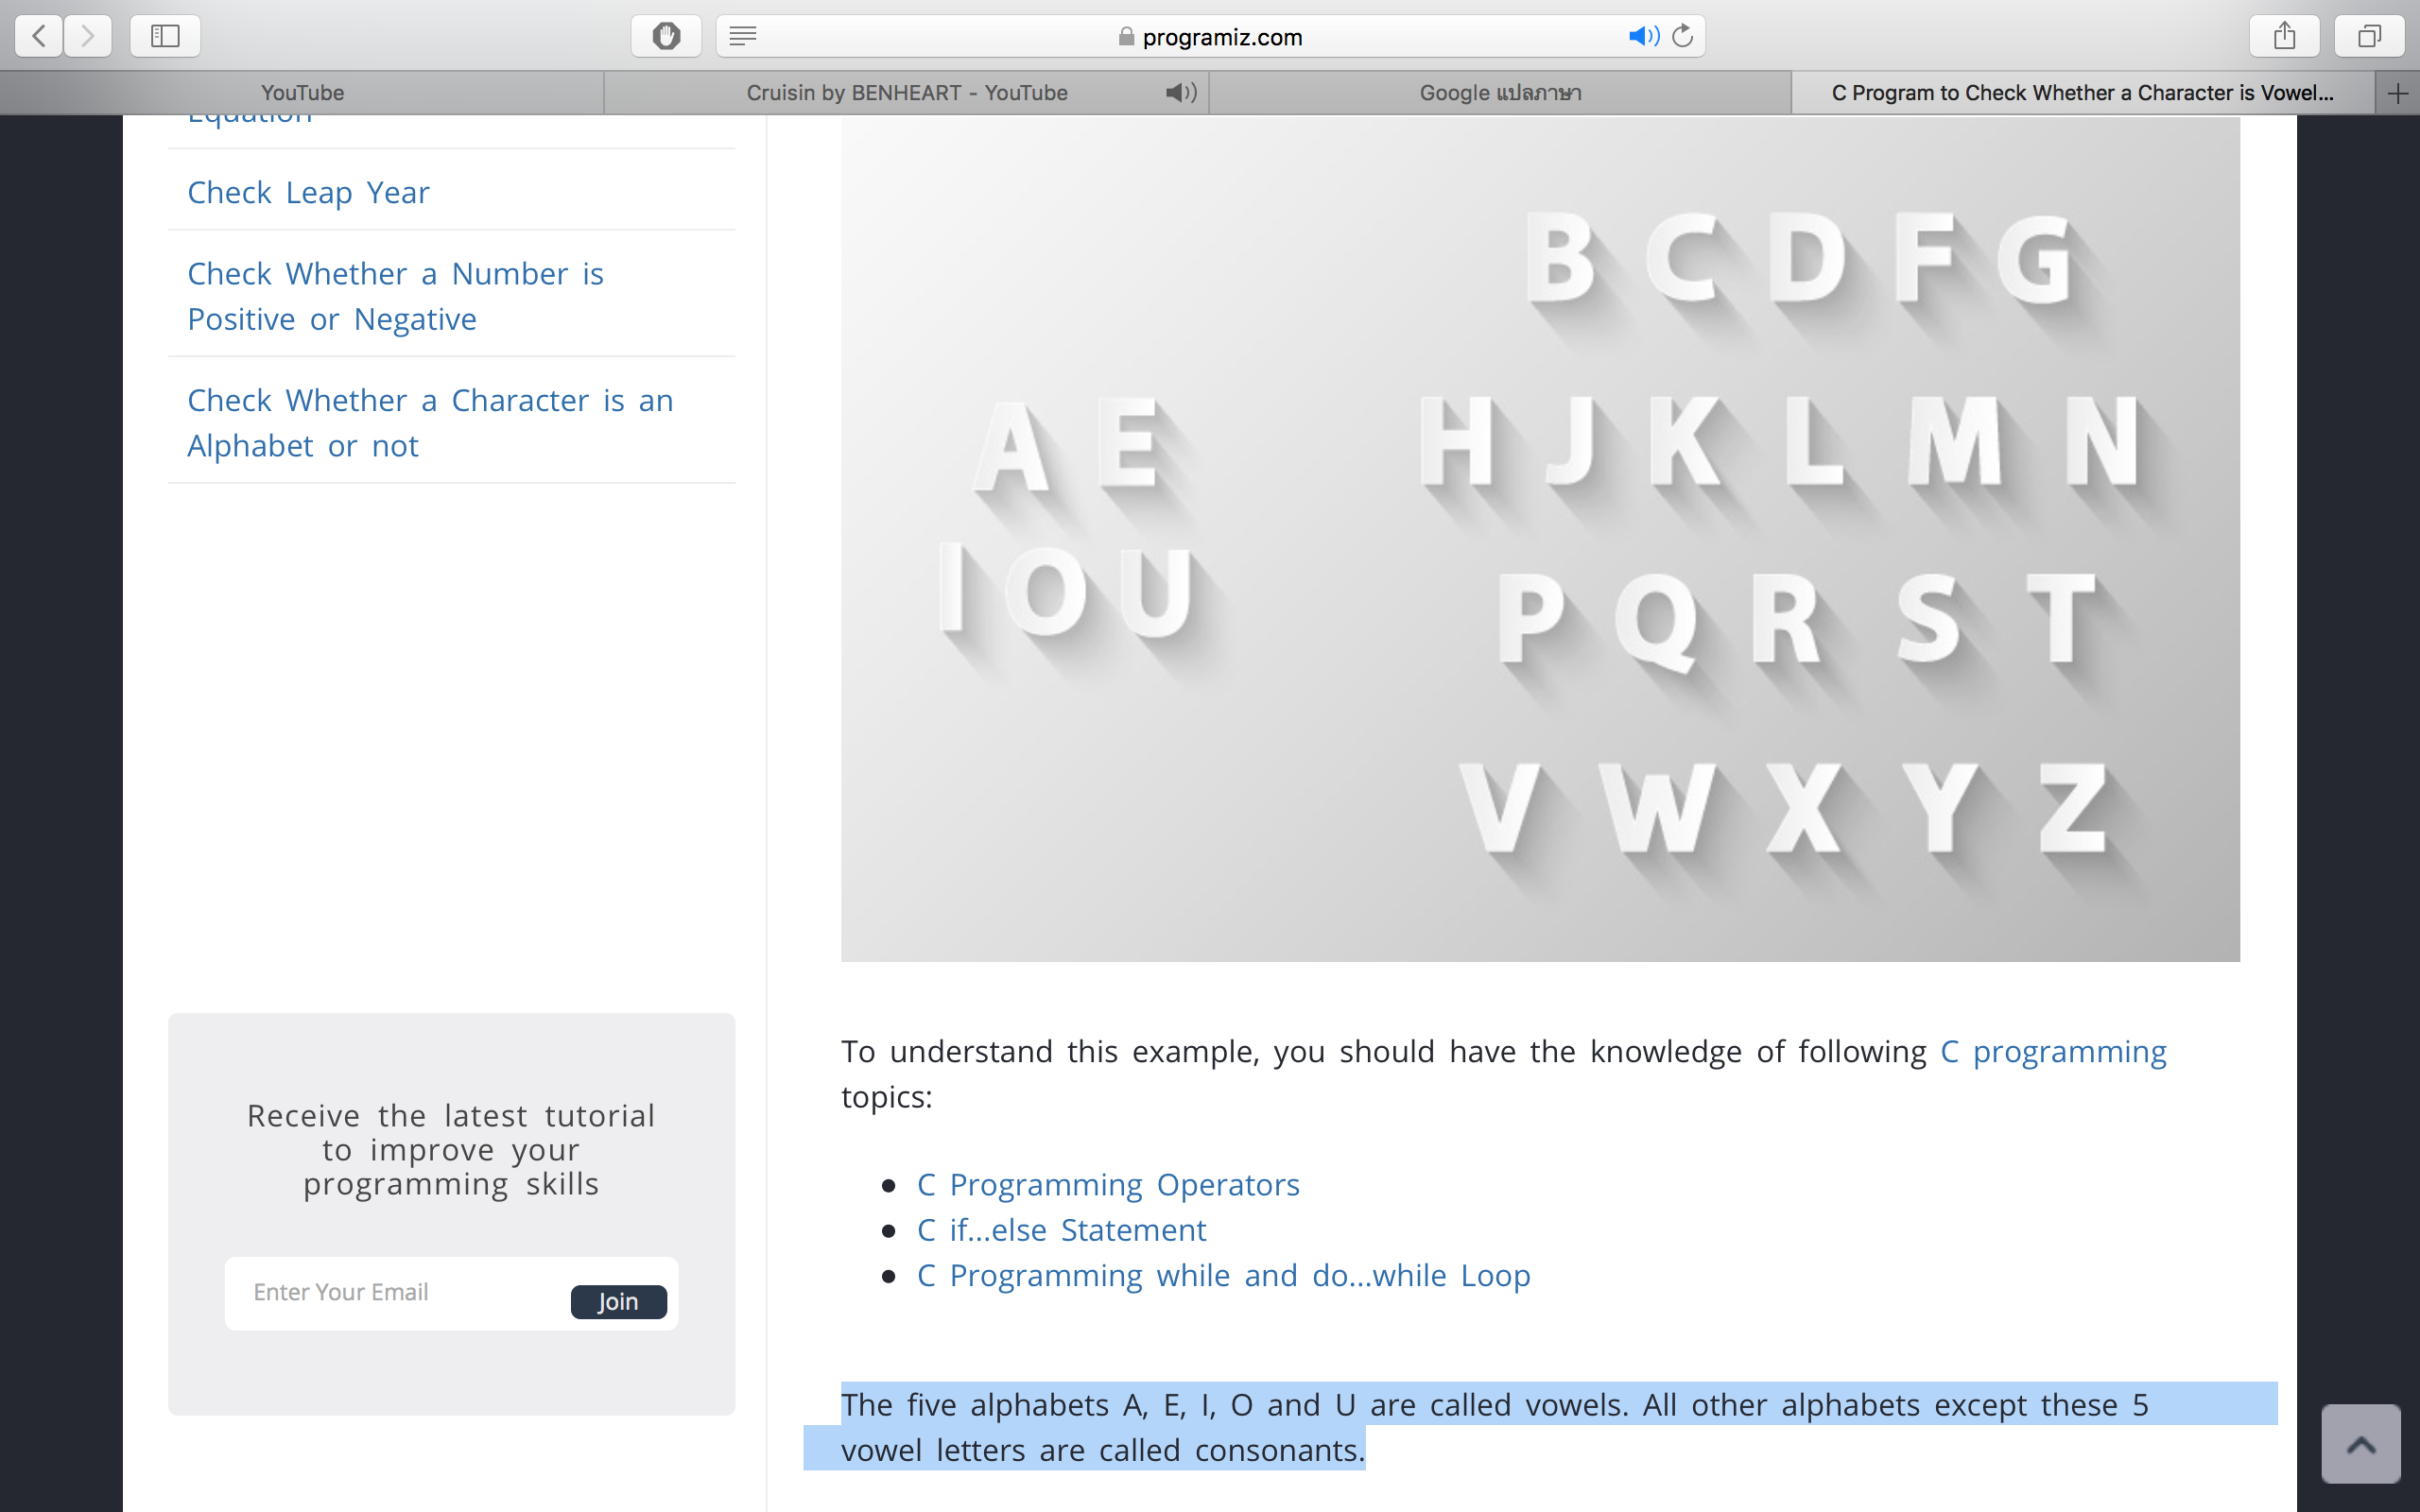 programiz.com
YouTube
Cruisin by BENHEART - YouTube
Google แปลภาษา
C Program to Check Whether a Character is Vowel...
Equation
Check Leap Year
Check Whether a Number is
Positive or Negative
Check Whether a Character is an
Alphabet or not
Receive the latest tutorial
to improve your
programming skills
Enter Your Email
Join
A E
I O U
B C D F G
H J K L M N
P Q R S T
V W X Y Z
To understand this example, you should have the knowledge of following C programming
topics:
● C Programming Operators
● C if...else Statement
● C Programming while and do...while Loop
The five alphabets A, E, I, O and U are called vowels. All other alphabets except these 5
vowel letters are called consonants.